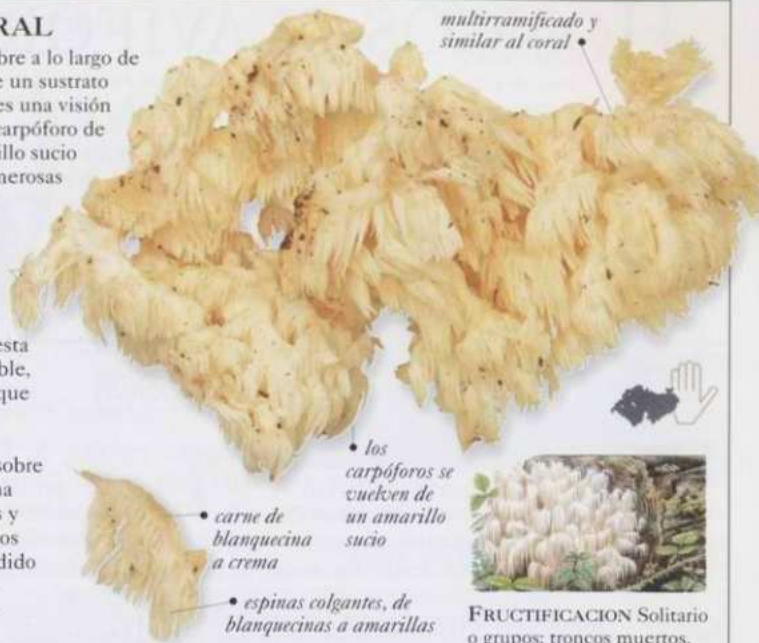 RAL
bre a lo largo de
e un sustrato
es una visión
carpóforo de
illo sucio
nerosas
esta
ble,
que
sobre
na
s y
os
dido
multirramificado y
similar al coral
• los
carpóforos se
vuelven de
un amarillo
sucio
• carne de
blanquecina
a crema
• espinas colgantes, de
blanquecinas a amarillas
FRUCTIFICACION Solitario
o grupos; troncos muertos